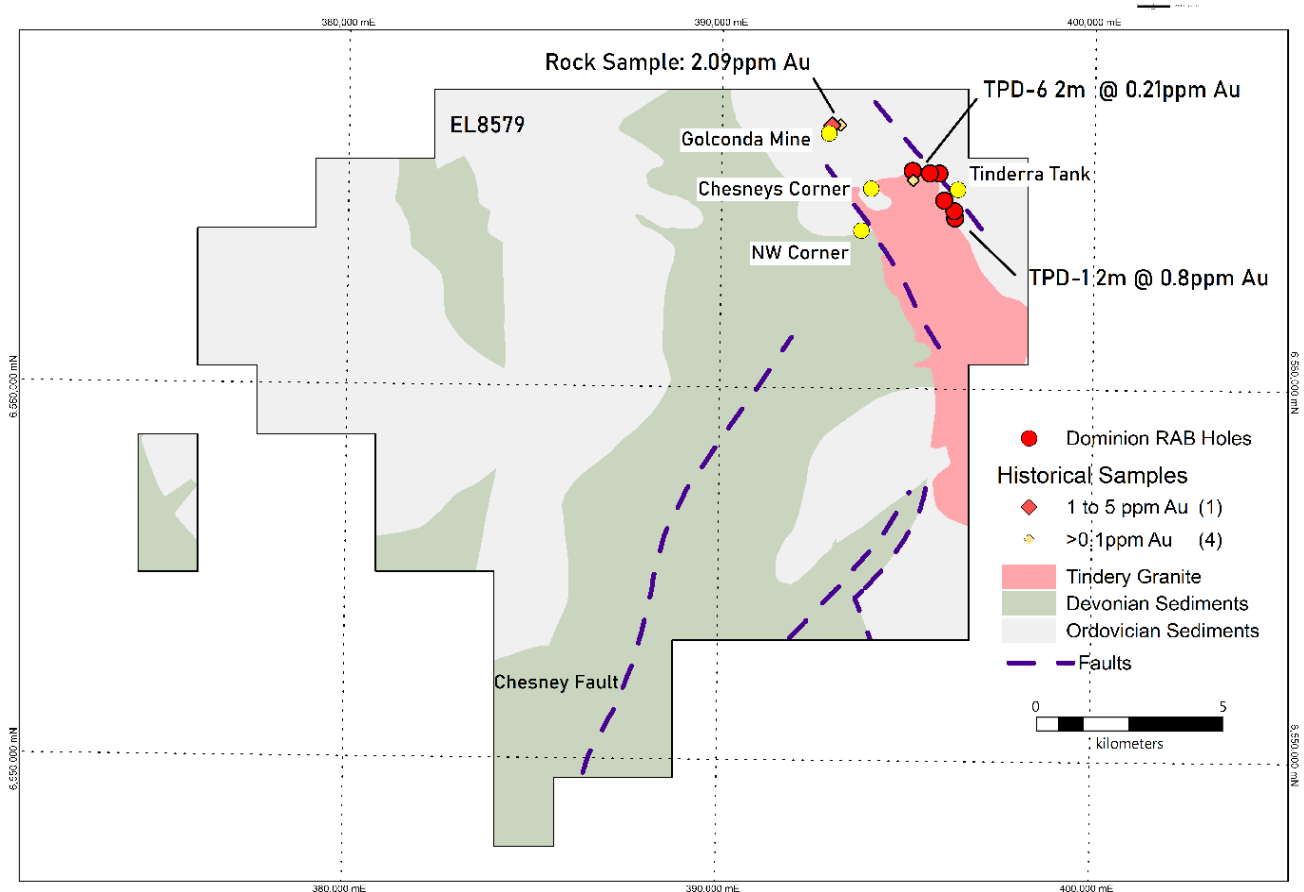 380,000 mE
390,000 mE
400,000 mE
Rock Sample: 2.09ppm Au
TPD-6 2m @ 0.21ppm Au
EL8579
Golconda Mine
Tinderra Tank
Chesneys Corner
NW Corner
TPD-1 2m @ 0.8ppm Au
6,560,000 mN
6,560,000 mN
Dominion RAB Holes
Historical Samples
1 to 5 ppm Au (1)
>0.1ppm Au (4)
Tindery Granite
Devonian Sediments
Ordovician Sediments
Faults
Chesney Fault
0
5
kilometers
6,550,000 mN
6,550,000 mN
380,000 mE
390,000 mE
400,000 mE